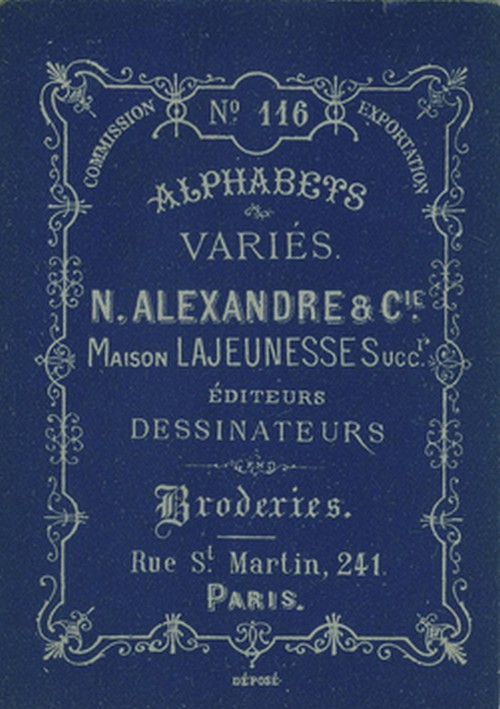 COMMISSION
Nº 116
EXPORTATION
ALPHABETS
VARIÉS.
N. ALEXANDRE & CIE.
MAISON LAJEUNESSE SUCCr.
ÉDITEURS
DESSINATEURS
Broderies.
Rue St Martin, 241.
PARIS.
DÉPOSÉ